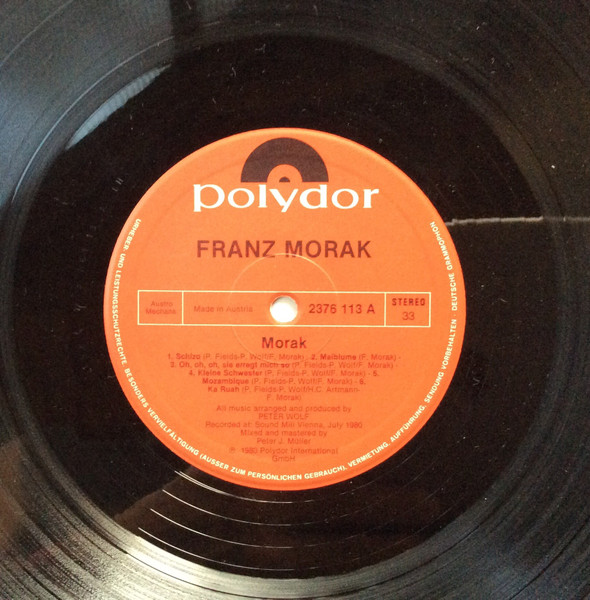 polydor
FRANZ MORAK
Austro
Mechana
Made in Austria
2376 113 A
STEREO
33
Morak
1. Schizo (P. Fields-P. Wolf/F. Morak) - 2. Maiblume (F. Morak) -
3. Oh, oh, oh, sie erregt mich so (P. Fields-P. Wolf/F. Morak) -
4. Kleine Schwester (P. Fields-P. Wolf/F. Morak) - 5.
Mozambique (P. Fields-P. Wolf/F. Morak) - 6.
Ka Ruah (P. Fields-P. Wolf/H.C. Artmann-
F. Morak)
All music arranged and produced by
PETER WOLF
Recorded at: Sound Mill Vienna, July 1980
Mixed and mastered by
Peter J. Müller
℗ 1980 Polydor International
GmbH
URHEBER- UND LEISTUNGSSCHUTZRECHTE BESONDERS VERVIELFÄLTIGUNG (AUSSER ZUM PERSÖNLICHEN GEBRAUCH), VERMIETUNG, AUFFÜHRUNG, SENDUNG VORBEHALTEN DEUTSCHE GRAMMOPHON